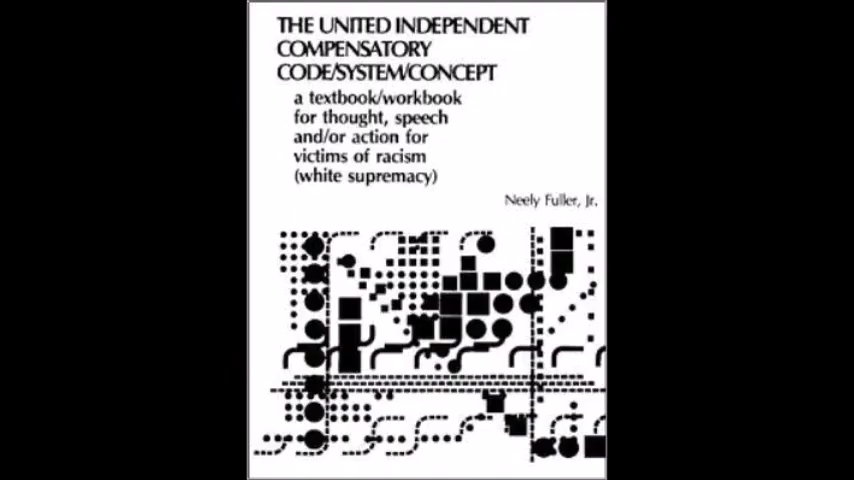 THE UNITED INDEPENDENT
COMPENSATORY
CODE/SYSTEM/CONCEPT
a textbook/workbook
for thought, speech
and/or action for
victims of racism
(white supremacy)
Neely Fuller, Jr.